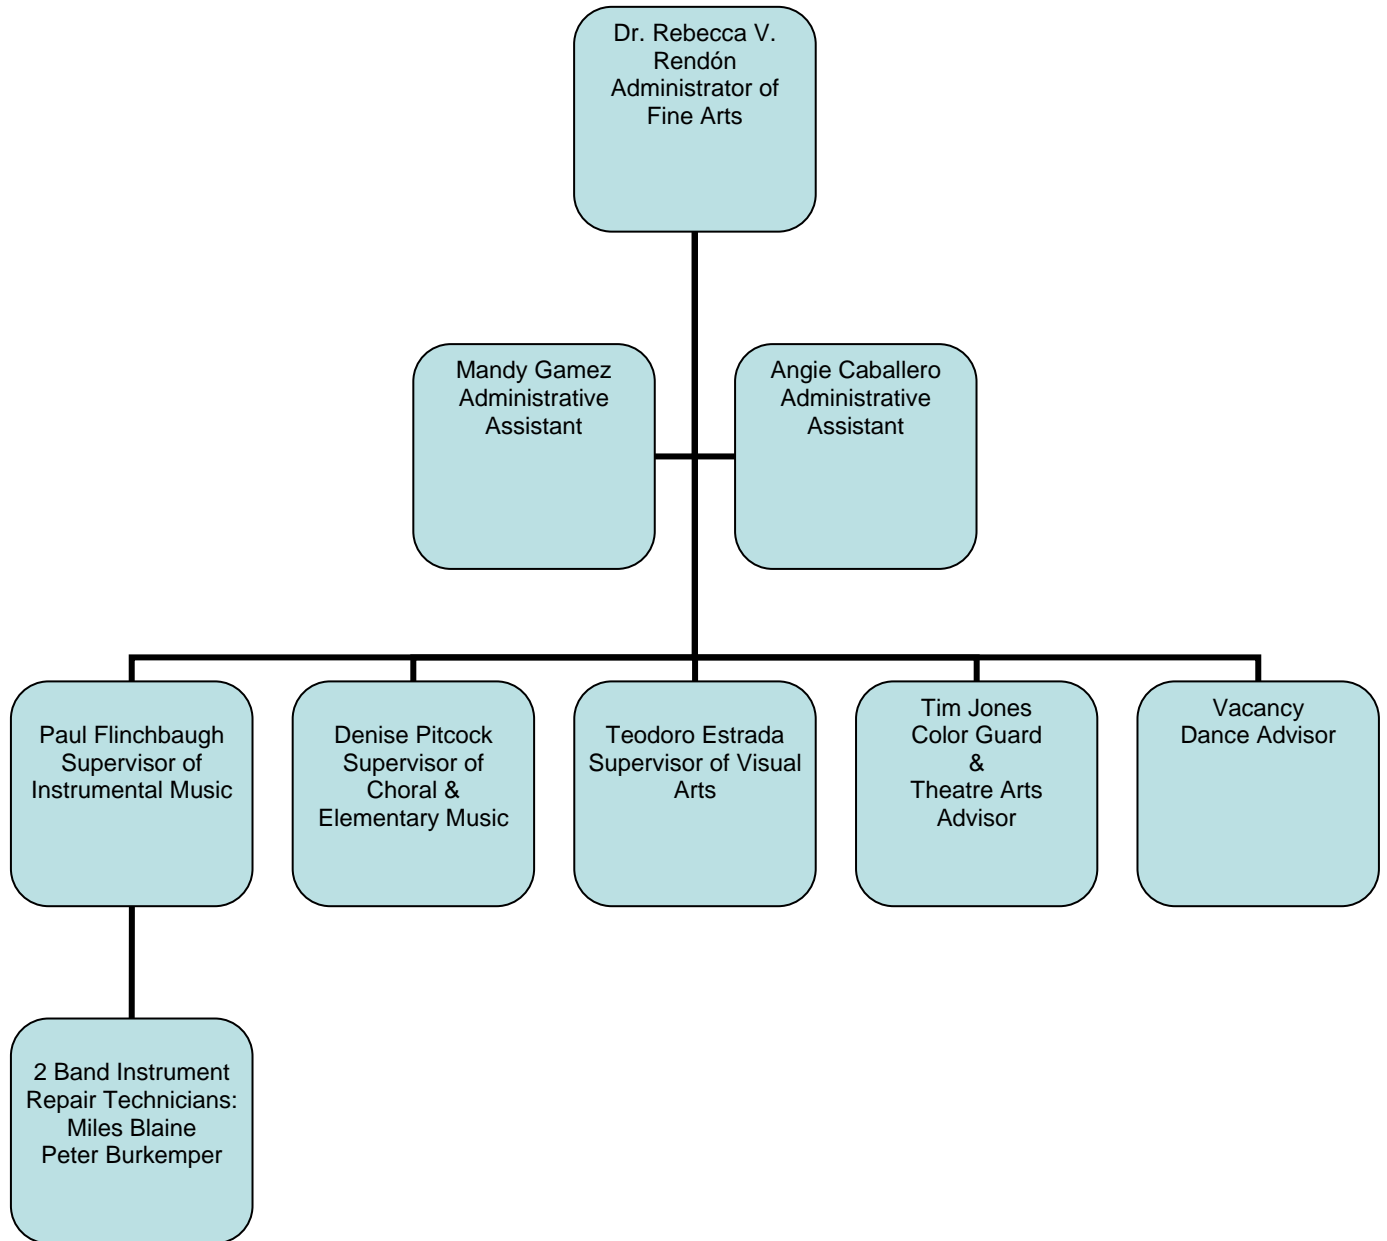 Dr. Rebecca V.
Rendón
Administrator of
Fine Arts
Mandy Gamez
Administrative
Assistant
Angie Caballero
Administrative
Assistant
Paul Flinchbaugh
Supervisor of
Instrumental Music
Denise Pitcock
Supervisor of
Choral &
Elementary Music
Teodoro Estrada
Supervisor of Visual
Arts
Tim Jones
Color Guard
&
Theatre Arts
Advisor
Vacancy
Dance Advisor
2 Band Instrument
Repair Technicians:
Miles Blaine
Peter Burkemper